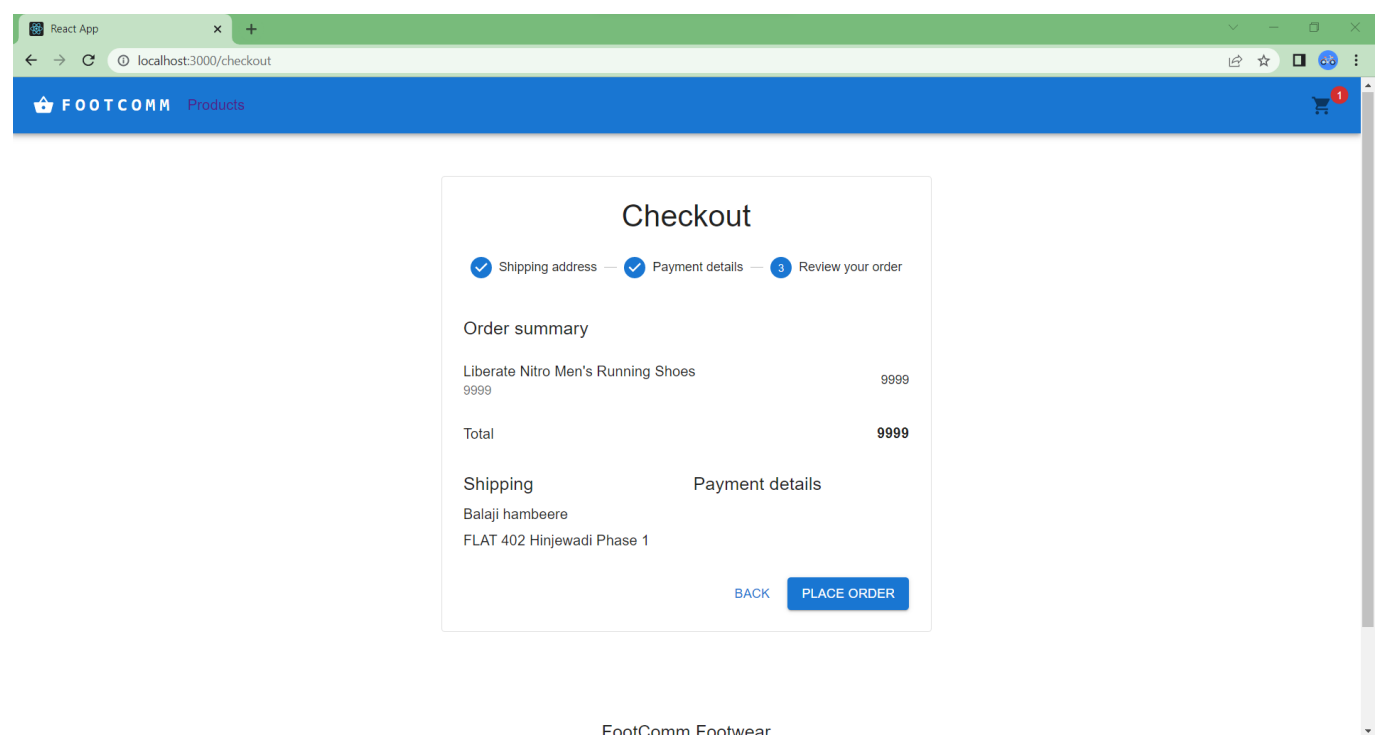 React App
localhost:3000/checkout
FOOTCOMM Products
1
Checkout
Shipping address Payment details 3 Review your order
Order summary
Liberate Nitro Men's Running Shoes
9999 9999
Total 9999
Shipping Payment details
Balaji hambeere
FLAT 402 Hinjewadi Phase 1
BACK PLACE ORDER
FootComm Footwear